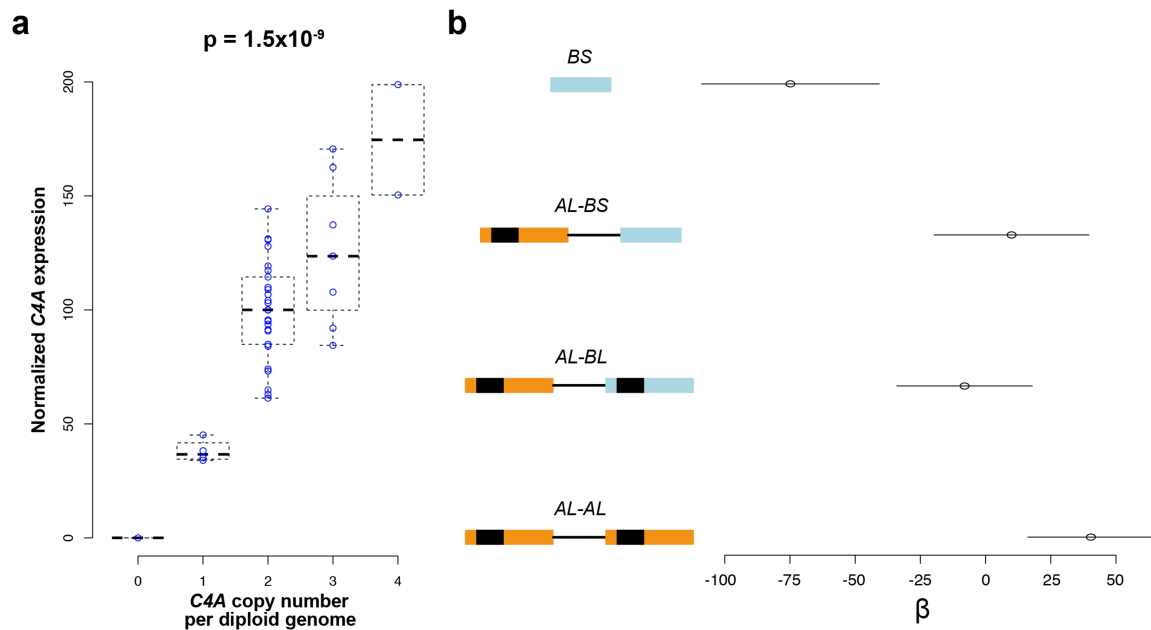 a
p = 1.5x10⁻⁹
Normalized C4A expression
200
150
100
50
0
0 1 2 3 4
C4A copy number
per diploid genome
b
BS
AL-BS
AL-BL
AL-AL
-100 -75 -50 -25 0 25 50
β